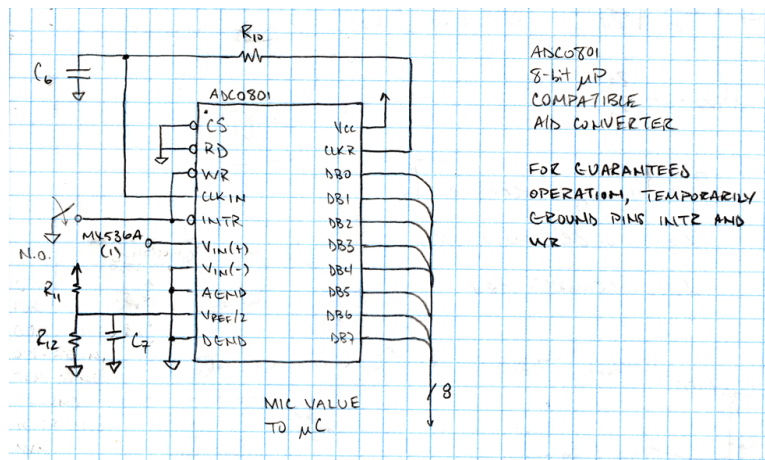 R10
C6
ADC0801
CS
RD
WR
CLK IN
INTR
VIN(+)
VIN(-)
AGND
VREF/2
DGND
VCC
CLKR
DB0
DB1
DB2
DB3
DB4
DB5
DB6
DB7
MX536A
(1)
N.O.
R11
R12
C7
8
MIC VALUE
TO µC
ADC0801
8-bit µP
COMPATIBLE
A/D CONVERTER
FOR GUARANTEED
OPERATION, TEMPORARILY
GROUND PINS INTR AND
WR